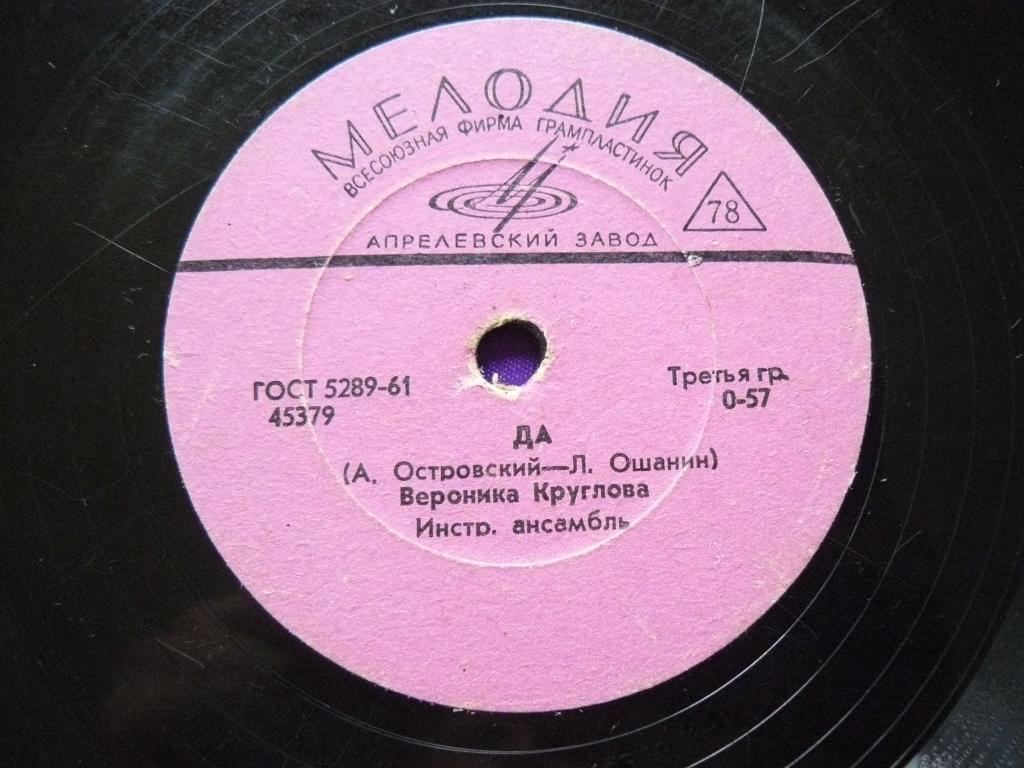 МЕЛОДИЯ
ВСЕСОЮЗНАЯ ФИРМА ГРАМПЛАСТИНОК
78
АПРЕЛЕВСКИЙ ЗАВОД
ГОСТ 5289-61
45379
Третья гр.
0-57
ДА
(А. Островский—Л. Ошанин)
Вероника Круглова
Инстр. ансамбль